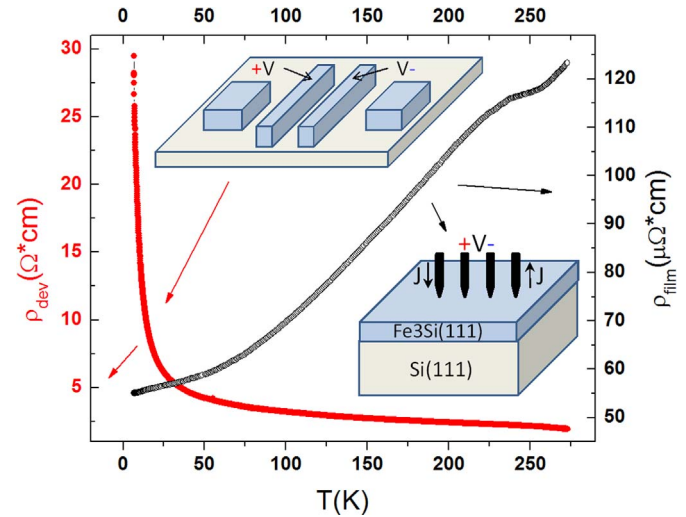 0 50 100 150 200 250
30
25
20
15
10
5
ρdev(Ω*cm)
+V V-
120
110
100
90
80
70
60
50
ρfilm(μΩ*cm)
+V-
J J
Fe3Si(111)
Si(111)
0 50 100 150 200 250
T(K)